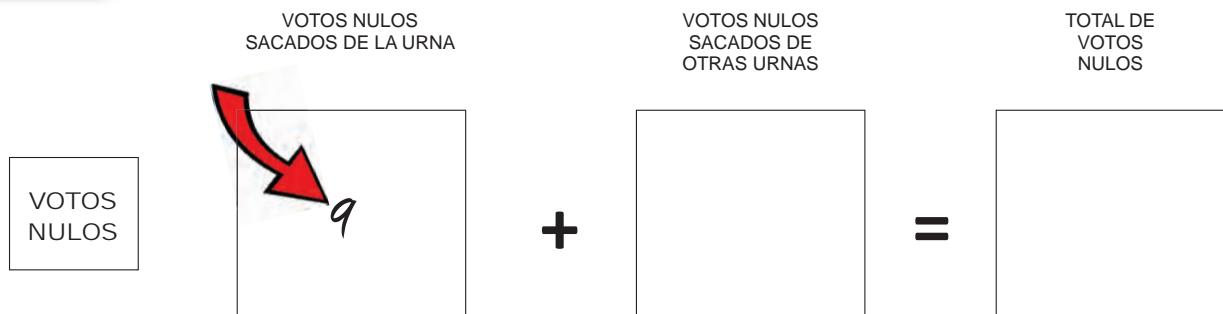 VOTOS NULOS
SACADOS DE LA URNA
VOTOS NULOS
SACADOS DE
OTRAS URNAS
TOTAL DE
VOTOS
NULOS
VOTOS
NULOS
9
+
=